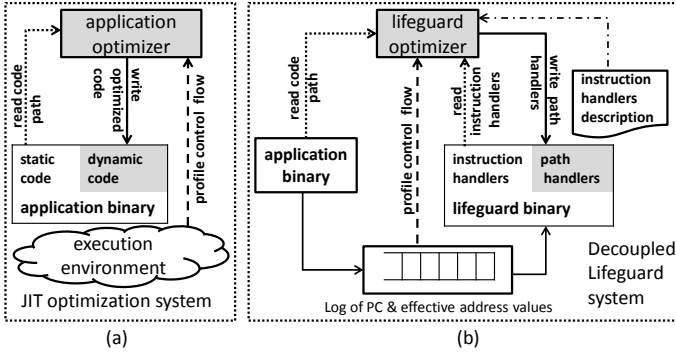 application
optimizer
read code
path
write
optimized
code
profile control flow
static
code
dynamic
code
application binary
execution
environment
JIT optimization system
(a)
lifeguard
optimizer
read code
path
profile control flow
read
instruction
handlers
write path
handlers
instruction
handlers
description
application
binary
instruction
handlers
path
handlers
lifeguard binary
Decoupled
Lifeguard
system
Log of PC & effective address values
(b)